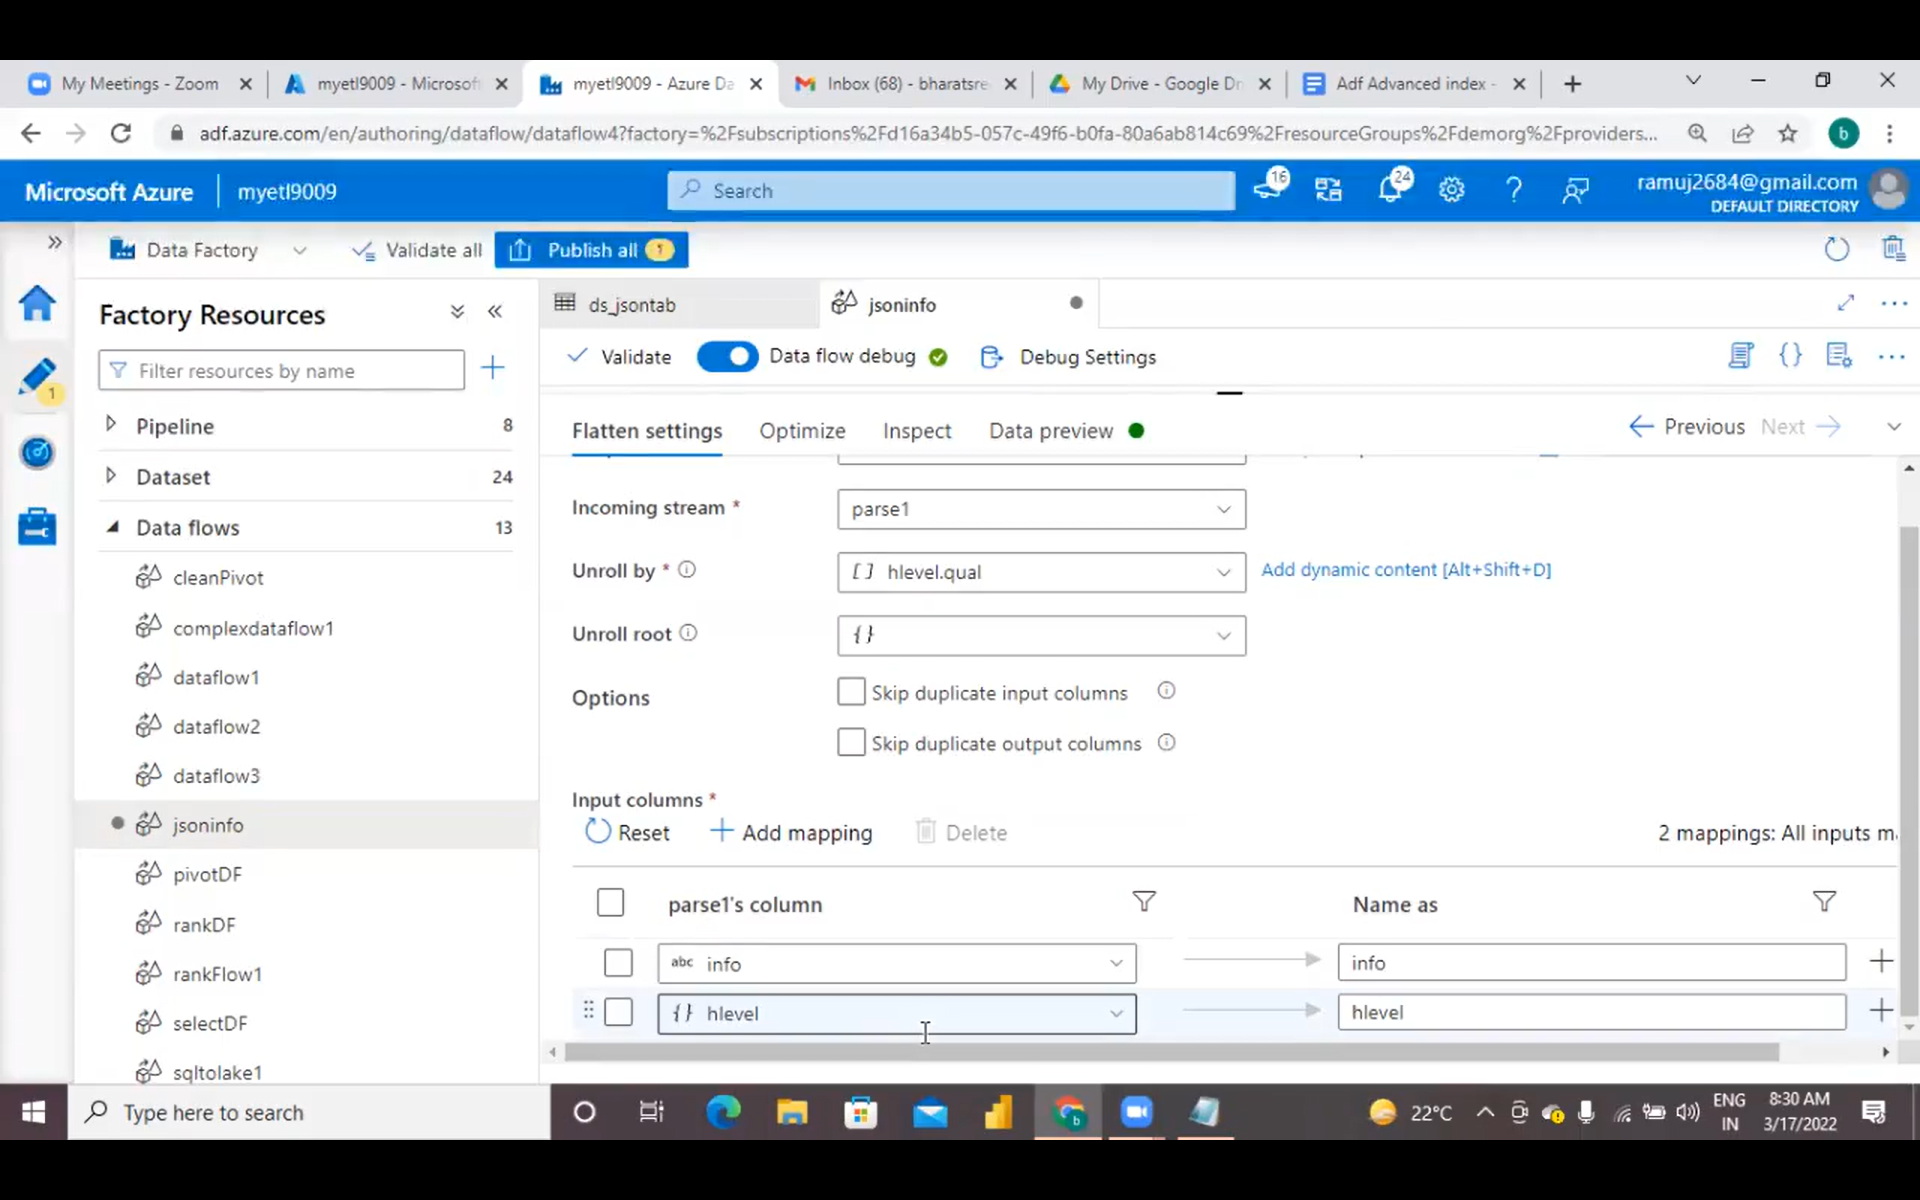 My Meetings - Zoom
myetl9009 - Microsof
myetl9009 - Azure Da
Inbox (68) - bharatsre
My Drive - Google Dr
Adf Advanced index -
adf.azure.com/en/authoring/dataflow/dataflow4?factory=%2Fsubscriptions%2Fd16a34b5-057c-49f6-b0fa-80a6ab814c69%2FresourceGroups%2Fdemorg%2Fproviders...
b
Microsoft Azure
myetl9009
Search
16
24
ramuj2684@gmail.com
DEFAULT DIRECTORY
Data Factory
Validate all
Publish all 1
Factory Resources
ds_jsontab
jsoninfo
Filter resources by name
Validate
Data flow debug
Debug Settings
1
Pipeline 8
Dataset 24
Data flows 13
cleanPivot
complexdataflow1
dataflow1
dataflow2
dataflow3
jsoninfo
pivotDF
rankDF
rankFlow1
selectDF
sqltolake1
Flatten settings
Optimize
Inspect
Data preview
Previous
Next
Incoming stream *
parse1
Unroll by *
[] hlevel.qual
Add dynamic content [Alt+Shift+D]
Unroll root
{}
Options
Skip duplicate input columns
Skip duplicate output columns
Input columns *
Reset
Add mapping
Delete
2 mappings: All inputs m
parse1's column
Name as
abc info
info
{} hlevel
hlevel
Type here to search
b
22°C
ENG
IN
8:30 AM
3/17/2022